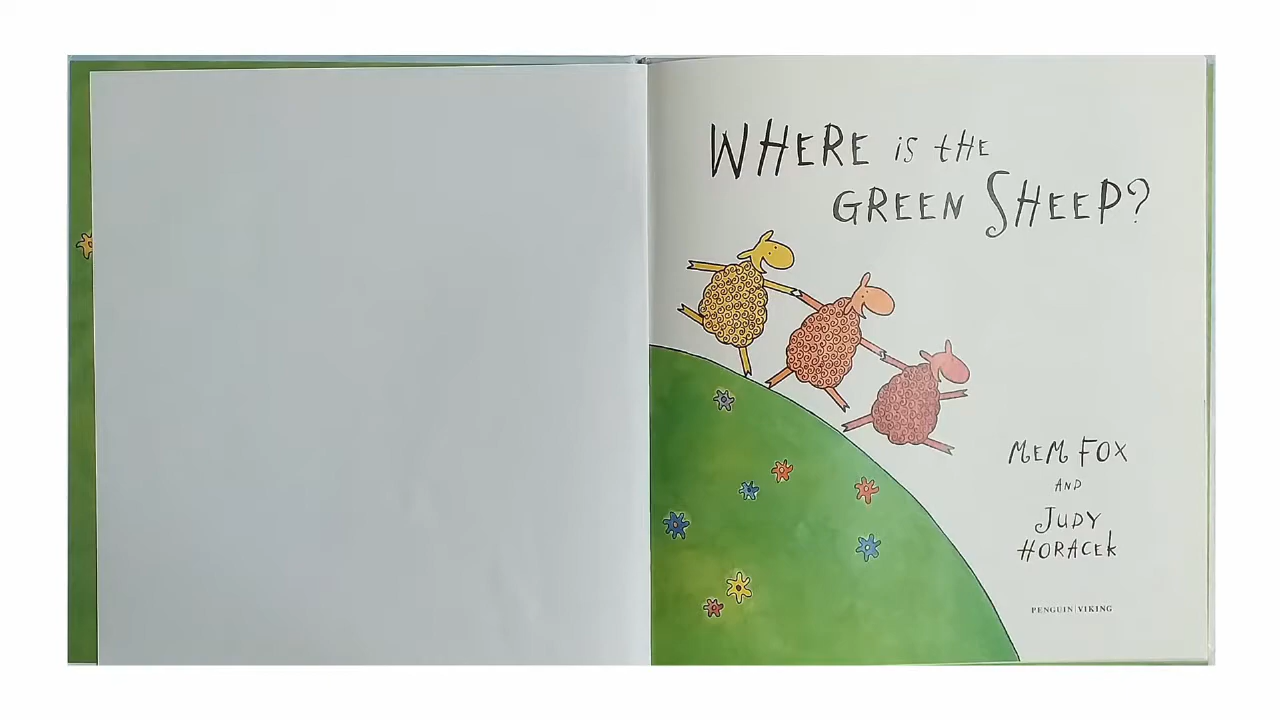 WHERE is tHE
GREEN SHEEP?
MEM FOX
AND
JUDY
HORACEK
PENGUIN | VIKING